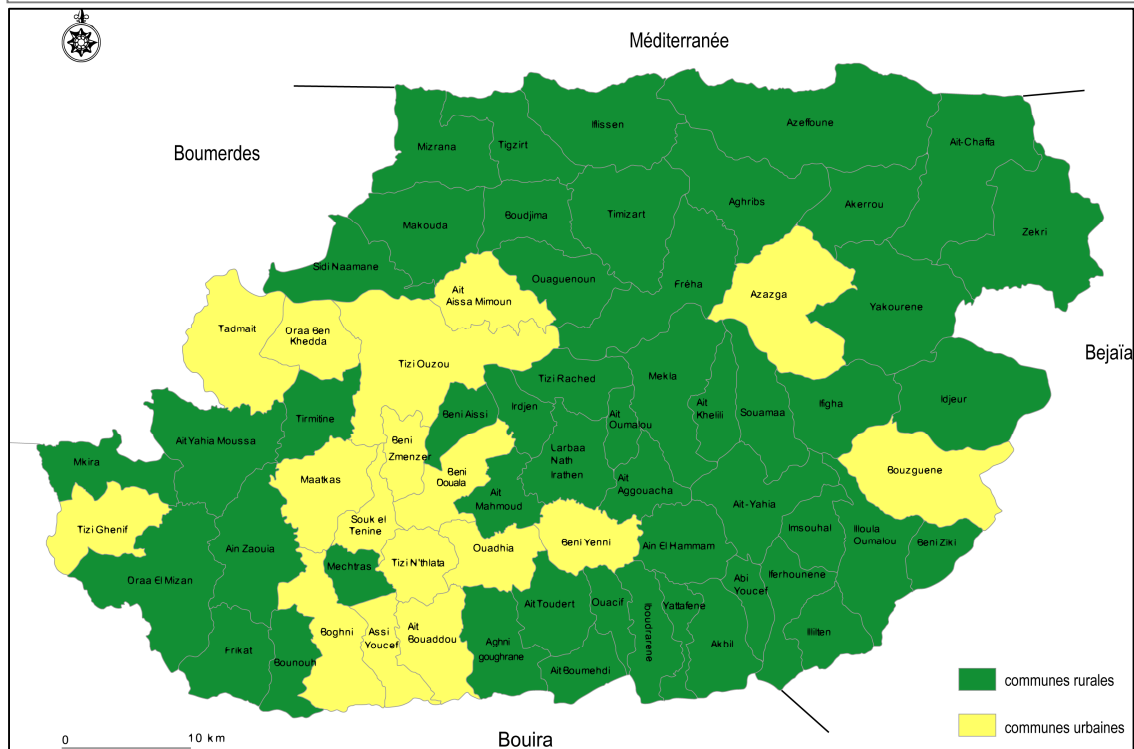 Méditerranée
Iflissen
Azeffoune
Ait-Chaffa
Mizrana
Tigzirt
Boumerdes
Aghribs
Akerrou
Boudjima
Timizart
Makouda
Zekri
Sidi Naamane
Ouaguenoun
Fréha
Ait
Aissa Mimoun
Azazga
Yakourene
Tadmait
Draa Ben
Khedda
Bejaïa
Tizi Ouzou
Tizi Rached
Mekla
Idjeur
Ifigha
Irdjen
Beni Aissi
Ait
Oumalou
Ait
Khelili
Souamaa
Tirmitine
Ait Yahia Moussa
Beni
Zmenzer
Larbaa
Nath
Irathen
Mkira
Maatkas
Beni
Douala
Bouzguene
Ait
Mahmoud
Ait
Aggouacha
Ait-Yahia
Tizi Ghenif
Souk el
Tenine
Imsouhal
Illoula
Oumalou
Beni Ziki
Ain Zaouia
Ouadhia
Beni Yenni
Ain El Hammam
Mechtras
Tizi N'thlata
Draa El Mizan
Iferhounene
Abi
Youcef
Ait Toudert
Ouacif
Iboudrarene
Yattafene
Boghni
Assi
Youcef
Ait
Bouaddou
Illilten
Frikat
Bounouh
Aghni
goughrane
Akhil
Ait Boumehdi
communes rurales
communes urbaines
0 10 km
Bouira